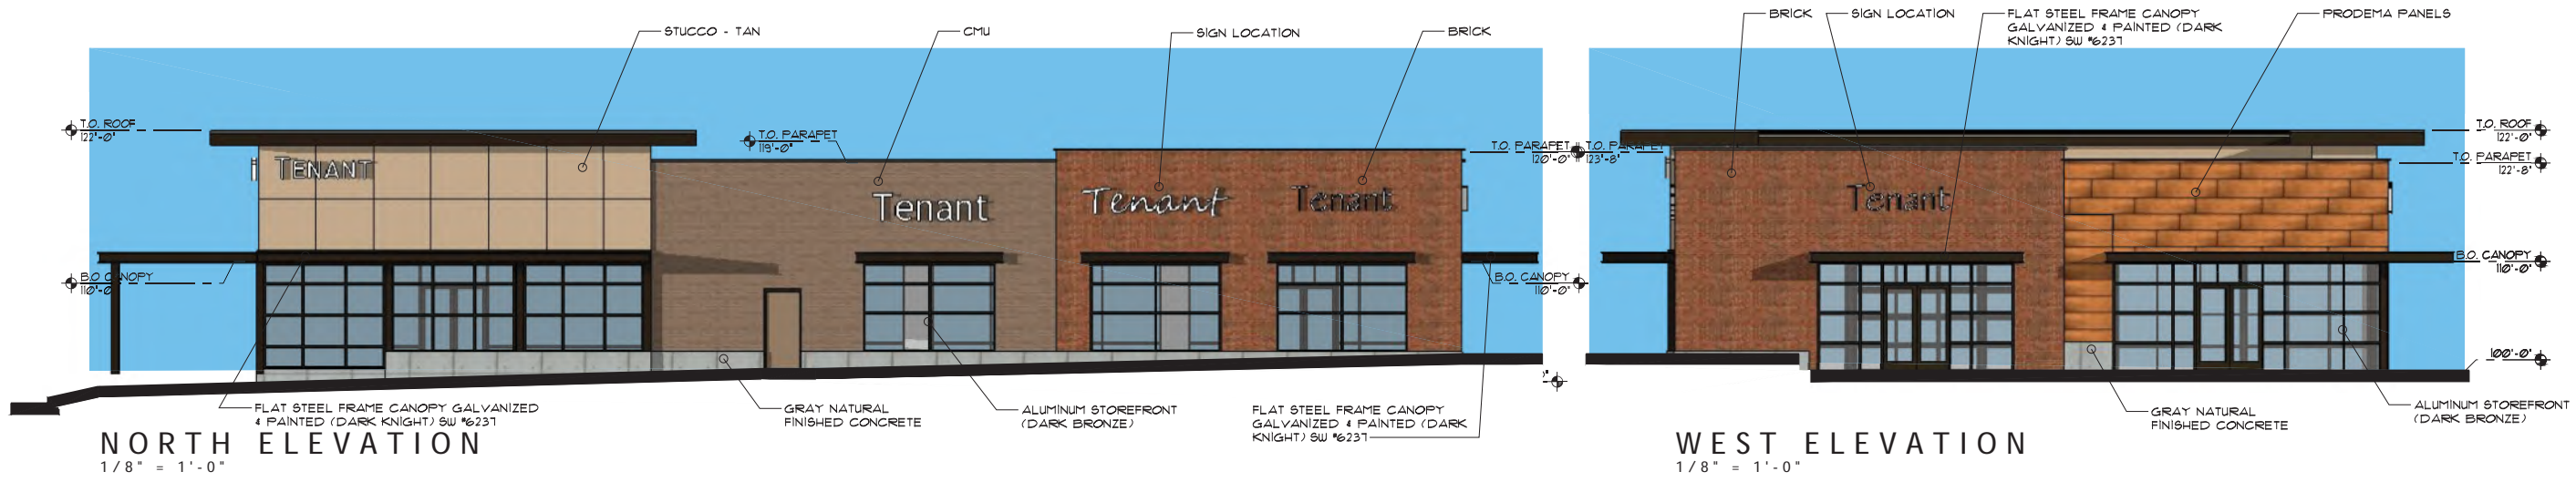 STUCCO - TAN
CMU
SIGN LOCATION
BRICK
T.O. ROOF
122'-0"
T.O. PARAPET
119'-0"
T.O. PARAPET
120'-0"
TENANT
Tenant
Tenant
Tenant
B.O. CANOPY
110'-0"
B.O. CANOPY
110'-0"
FLAT STEEL FRAME CANOPY GALVANIZED
& PAINTED (DARK KNIGHT) SW #6237
GRAY NATURAL
FINISHED CONCRETE
ALUMINUM STOREFRONT
(DARK BRONZE)
FLAT STEEL FRAME CANOPY
GALVANIZED & PAINTED (DARK
KNIGHT) SW #6237
NORTH ELEVATION
1/8" = 1'-0"
BRICK
SIGN LOCATION
FLAT STEEL FRAME CANOPY
GALVANIZED & PAINTED (DARK
KNIGHT) SW #6237
PRODEMA PANELS
T.O. PARAPET
123'-8"
T.O. ROOF
122'-0"
T.O. PARAPET
122'-8"
Tenant
B.O. CANOPY
110'-0"
100'-0"
GRAY NATURAL
FINISHED CONCRETE
ALUMINUM STOREFRONT
(DARK BRONZE)
WEST ELEVATION
1/8" = 1'-0"